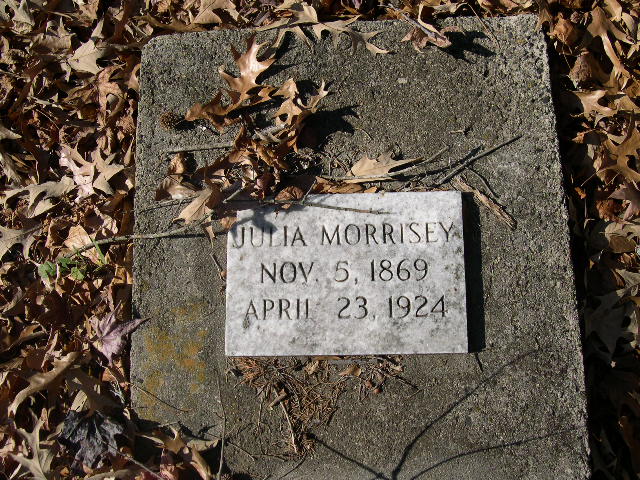 JULIA MORRISEY
NOV. 5, 1869
APRIL 23, 1924